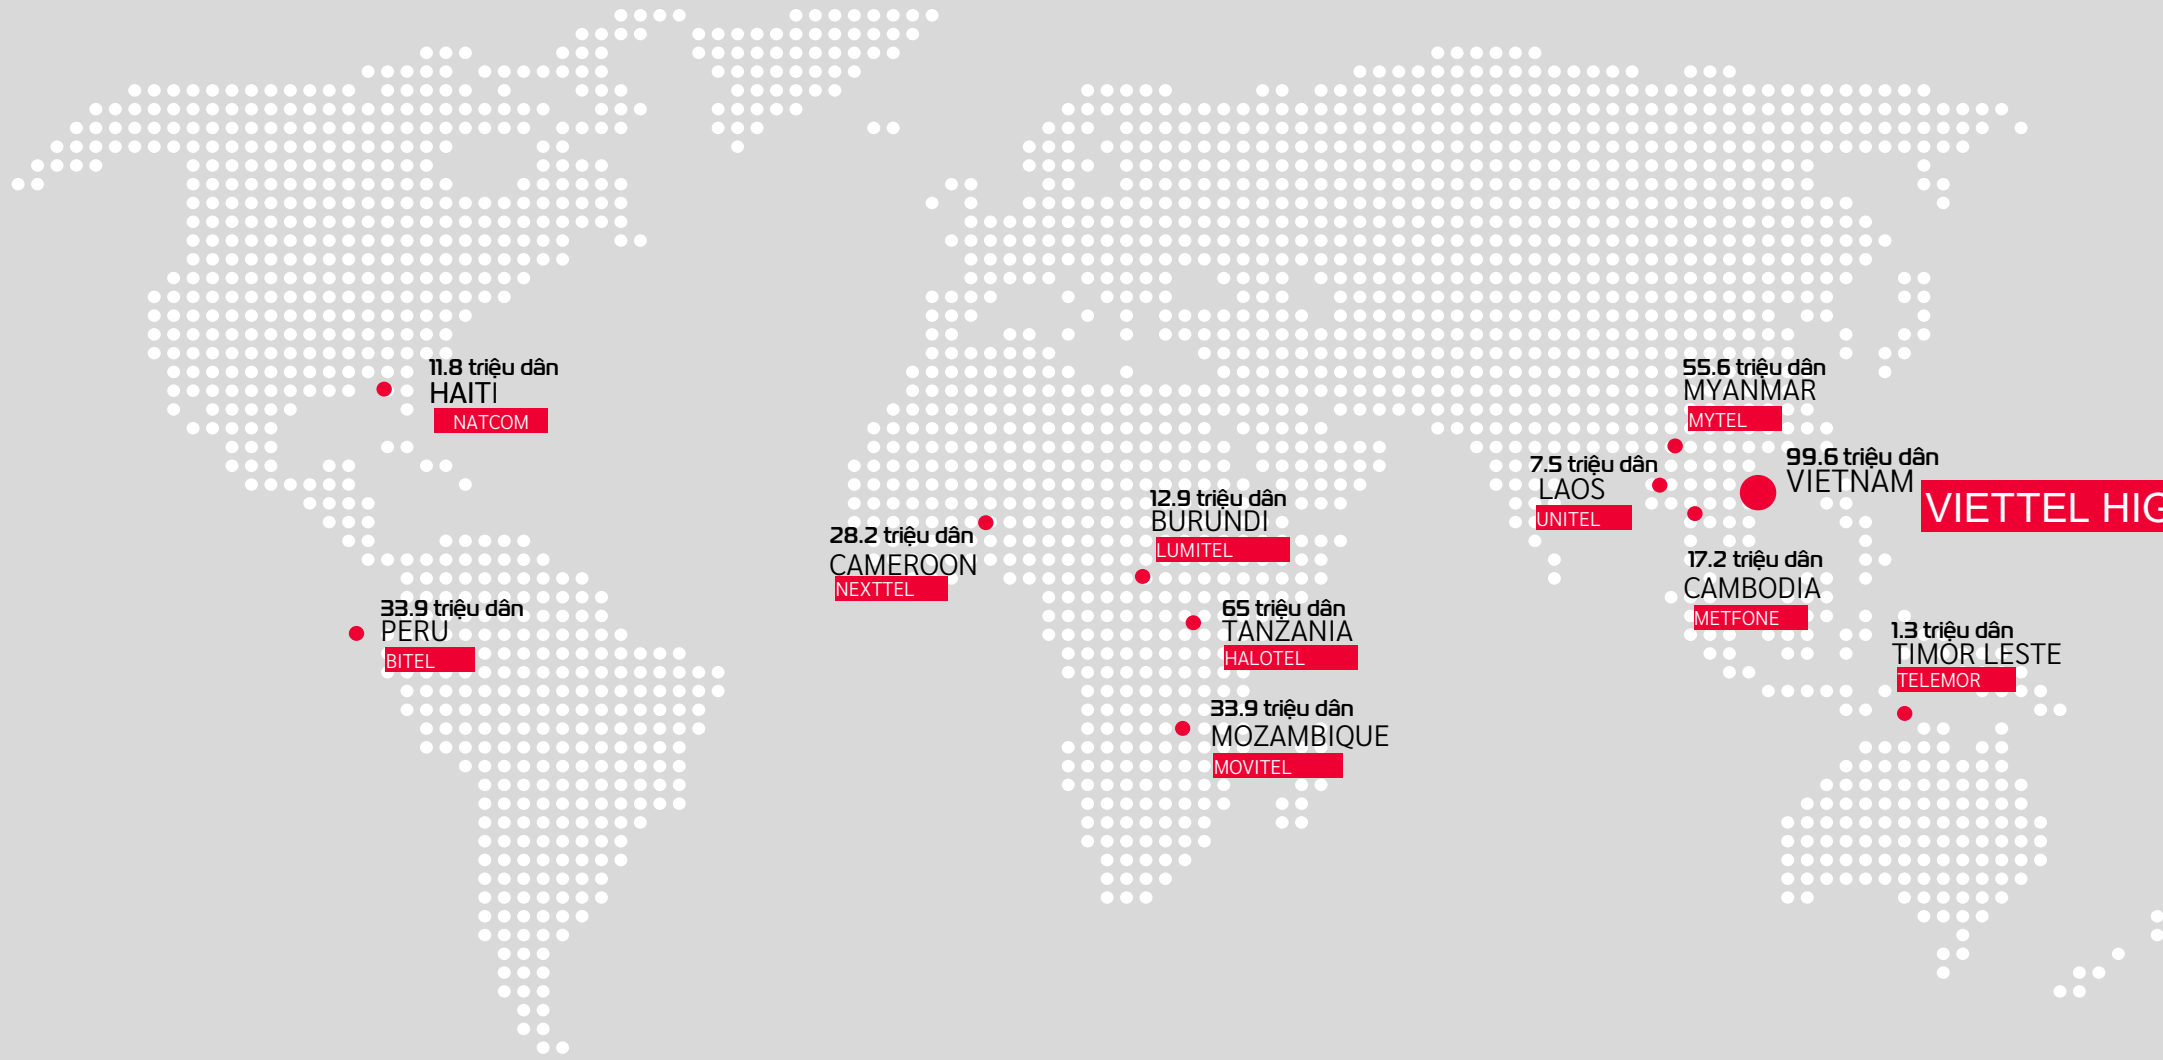 11.8 triệu dân
HAITI
NATCOM
33.9 triệu dân
PERU
BITEL
28.2 triệu dân
CAMEROON
NEXTTEL
12.9 triệu dân
BURUNDI
LUMITEL
65 triệu dân
TANZANIA
HALOTEL
33.9 triệu dân
MOZAMBIQUE
MOVITEL
55.6 triệu dân
MYANMAR
MYTEL
7.5 triệu dân
LAOS
UNITEL
99.6 triệu dân
VIETNAM
VIETTEL HIG
17.2 triệu dân
CAMBODIA
METFONE
1.3 triệu dân
TIMOR LESTE
TELEMOR